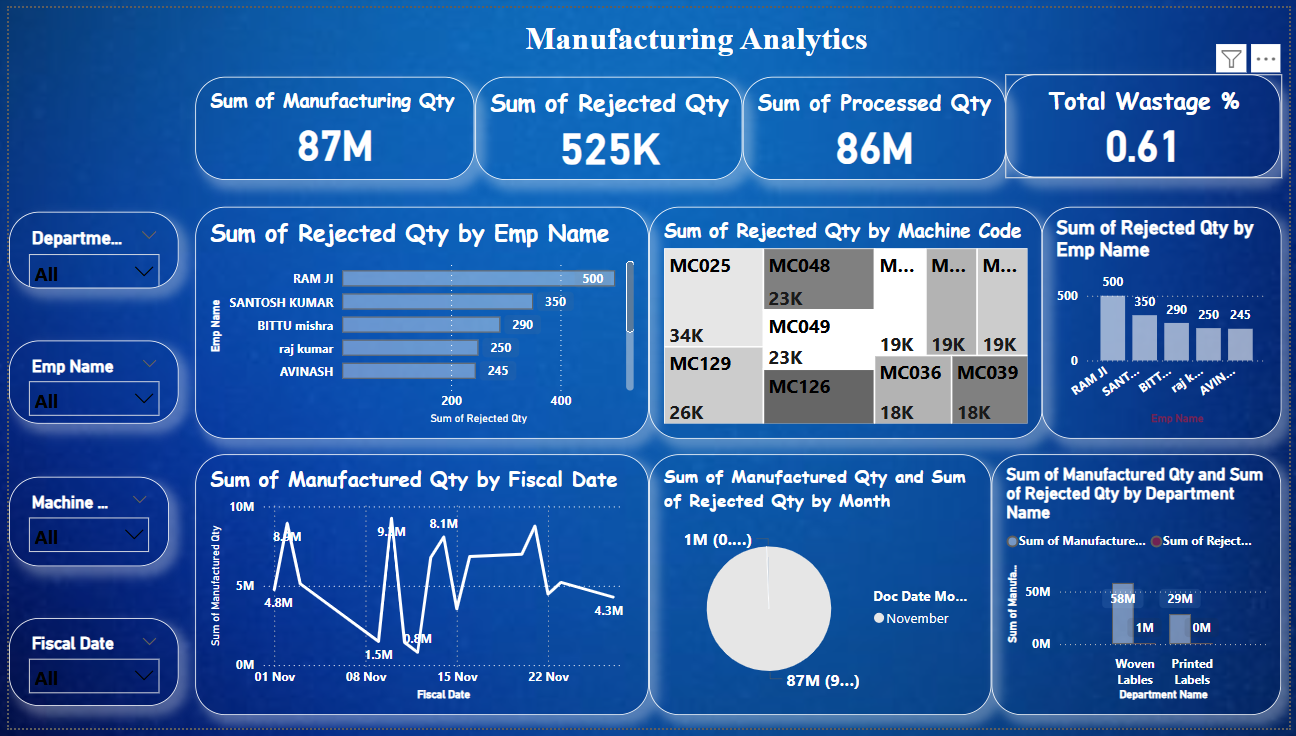 Manufacturing Analytics
Sum of Manufacturing Qty
87M
Sum of Rejected Qty
525K
Sum of Processed Qty
86M
Total Wastage %
0.61
Departme...
All
Emp Name
All
Machine ...
All
Fiscal Date
All
Sum of Rejected Qty by Emp Name
Emp Name
RAM JI
500
SANTOSH KUMAR
350
BITTU mishra
290
raj kumar
250
AVINASH
245
200
400
Sum of Rejected Qty
Sum of Rejected Qty by Machine Code
MC025
34K
MC129
26K
MC048
23K
MC049
23K
MC126
M...
19K
M...
19K
M...
19K
MC036
18K
MC039
18K
Sum of Rejected Qty by
Emp Name
500
0
500
350
290
250
245
RAM JI
SANT...
BITT...
raj k...
AVIN...
Emp Name
Sum of Manufactured Qty by Fiscal Date
Sum of Manufactured Qty
10M
5M
0M
4.8M
1.5M
0.8M
8.1M
4.3M
01 Nov
08 Nov
15 Nov
22 Nov
Fiscal Date
Sum of Manufactured Qty and Sum
of Rejected Qty by Month
1M (0....)
87M (9...)
Doc Date Mo...
November
Sum of Manufactured Qty and Sum
of Rejected Qty by Department
Name
Sum of Manufacture...
Sum of Reject...
Sum of Manufa...
50M
0M
58M
1M
29M
0M
Woven
Lables
Printed
Labels
Department Name